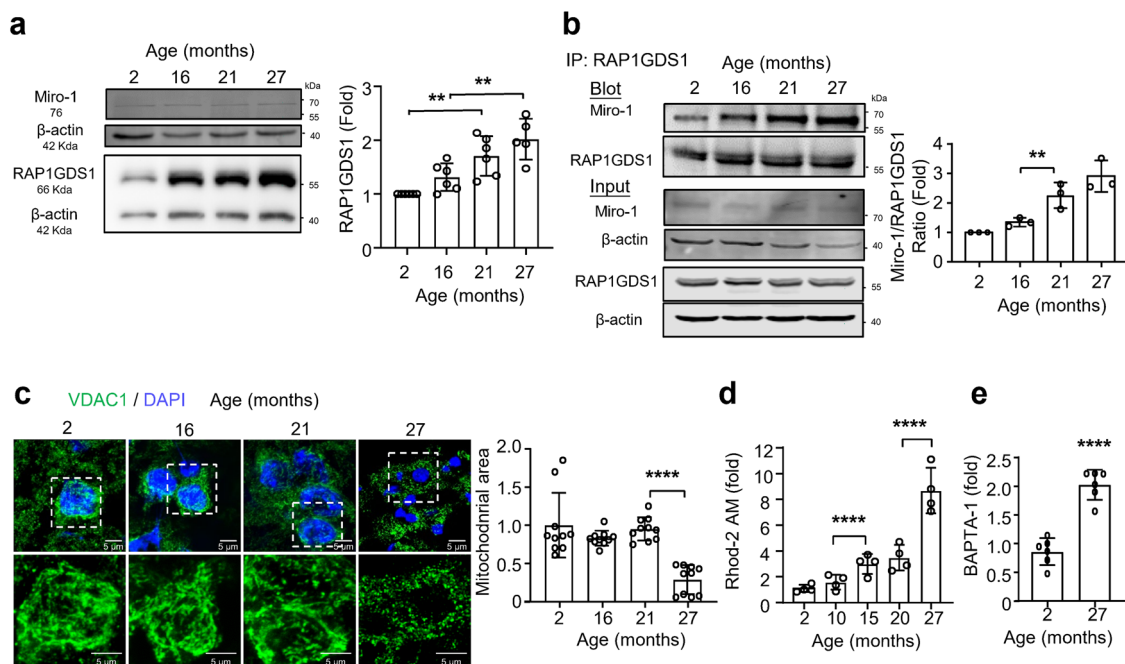 a
Age (months)
2 16 21 27
kDa
Miro-1
76
70
55
β-actin
42 Kda
40
RAP1GDS1
66 Kda
55
β-actin
42 Kda
40
RAP1GDS1 (Fold)
3
2
1
0
** **
2 16 21 27
Age (months)
b
IP: RAP1GDS1
Age (months)
Blot
2 16 21 27
kDa
Miro-1
70
55
RAP1GDS1
Input
Miro-1
70
β-actin
40
RAP1GDS1
55
β-actin
40
Miro-1/RAP1GDS1
Ratio (Fold)
4
3
2
1
0
**
2 16 21 27
Age (months)
c
VDAC1 / DAPI Age (months)
2 16 21 27
5 μm 5 μm 5 μm 5 μm
5 μm 5 μm 5 μm 5 μm
Mitochochnrial area
2.0
1.5
1.0
0.5
0
****
2 16 21 27
Age (months)
d
Rhod-2 AM (fold)
12
10
8
6
4
2
0
**** ****
2 10 15 20 27
Age (months)
e
BAPTA-1 (fold)
2.5
2.0
1.5
1.0
0
****
2 27
Age (months)